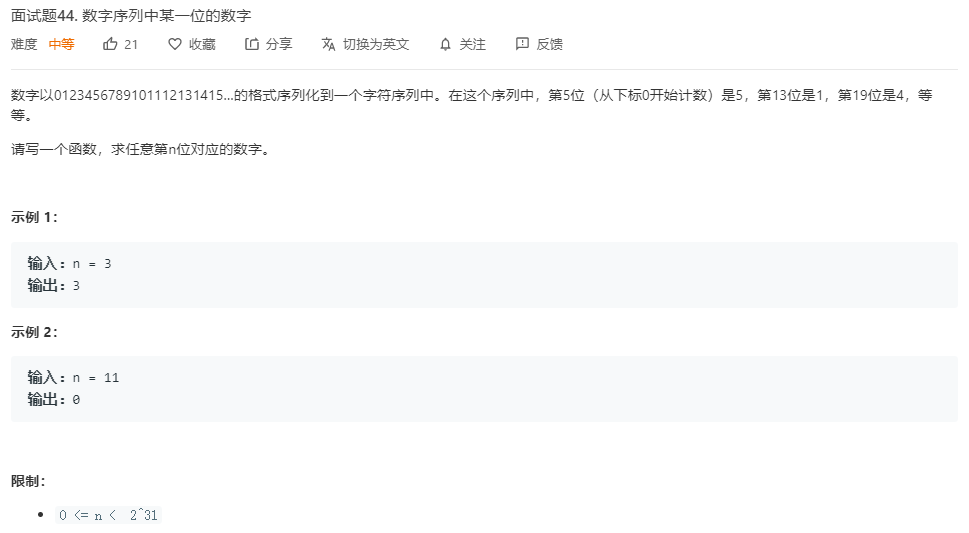 面试题44. 数字序列中某一位的数字
难度 中等 21 收藏 分享 切换为英文 关注 反馈
数字以0123456789101112131415…的格式序列化到一个字符序列中。在这个序列中，第5位（从下标0开始计数）是5，第13位是1，第19位是4，等
等。
请写一个函数，求任意第n位对应的数字。
示例 1：
输入：n = 3
输出：3
示例 2：
输入：n = 11
输出：0
限制：
• 0 <= n < 2^31